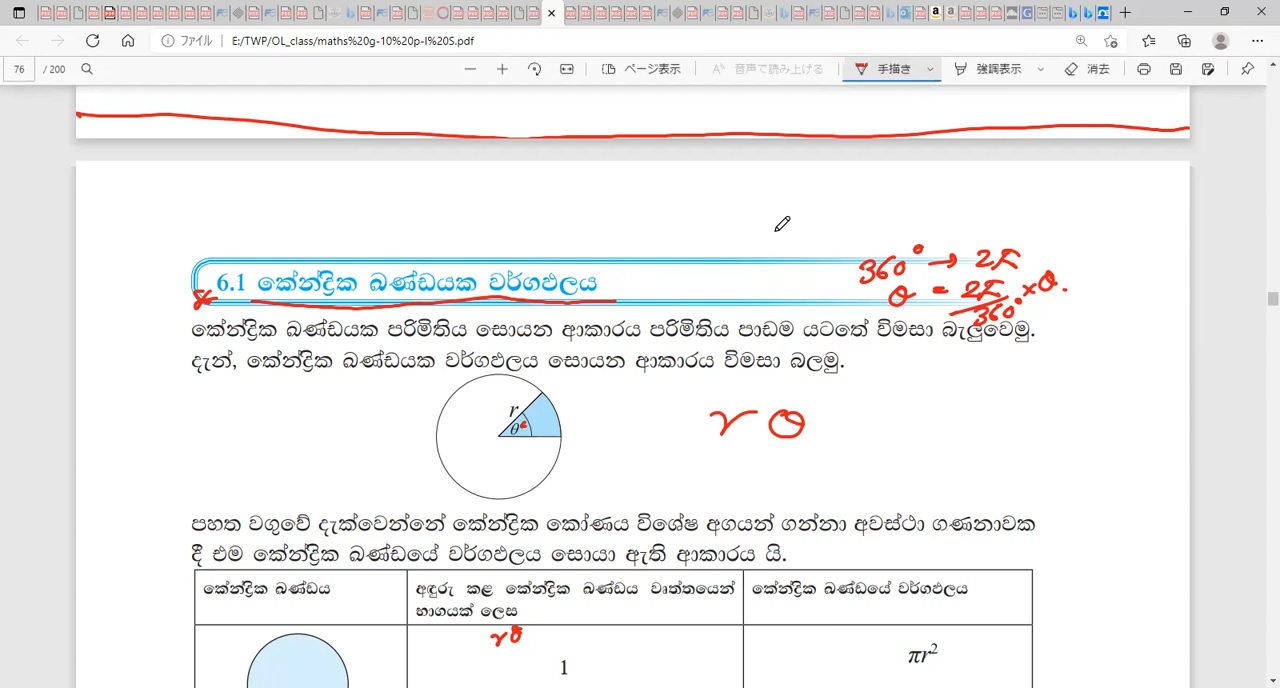 ファイル E:/TWP/OL_class/maths%20g-10%20p-I%20S.pdf
76 / 200 ページ表示 音声で読み上げる 手描き 強調表示 消去
360° → 2π
6.1 කේන්ද්‍රික ඛණ්ඩයක වර්ගඵලය
θ = 2π/360° × θ.
කේන්ද්‍රික ඛණ්ඩයක පරිමිතිය සොයන ආකාරය පරිමිතිය පාඩම යටතේ විමසා බැලුවෙමු.
දැන්, කේන්ද්‍රික ඛණ්ඩයක වර්ගඵලය සොයන ආකාරය විමසා බලමු.
r
θ
r θ
පහත වගුවේ දැක්වෙන්නේ කේන්ද්‍රික කෝණය විශේෂ අගයන් ගන්නා අවස්ථා ගණනාවක
දී එම කේන්ද්‍රික ඛණ්ඩයේ වර්ගඵලය සොයා ඇති ආකාරය යි.
කේන්ද්‍රික ඛණ්ඩය
අඳුරු කළ කේන්ද්‍රික ඛණ්ඩය වෘත්තයෙන්
භාගයක් ලෙස
කේන්ද්‍රික ඛණ්ඩයේ වර්ගඵලය
rθ
1
πr²